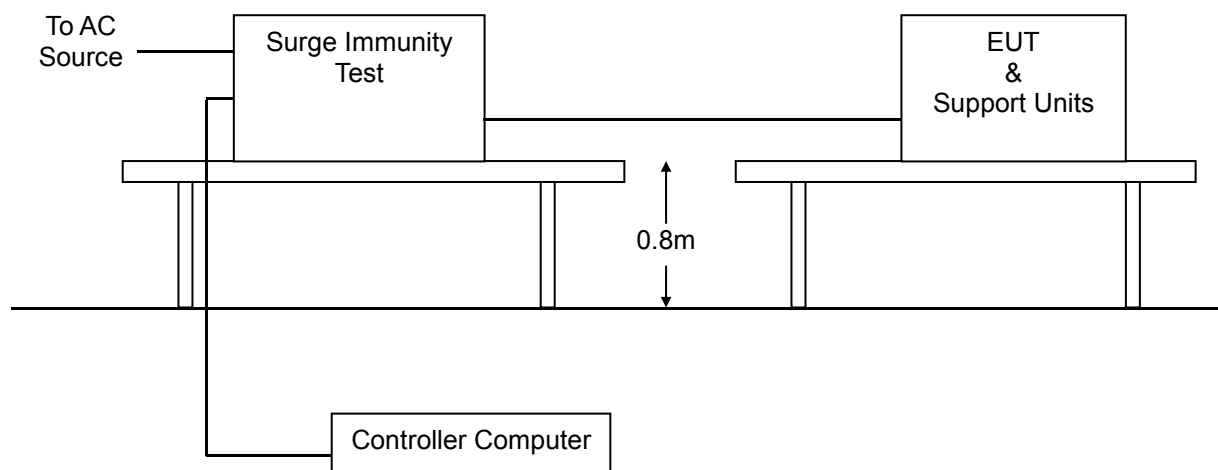 To AC
Source
Surge Immunity
Test
EUT
&
Support Units
0.8m
Controller Computer